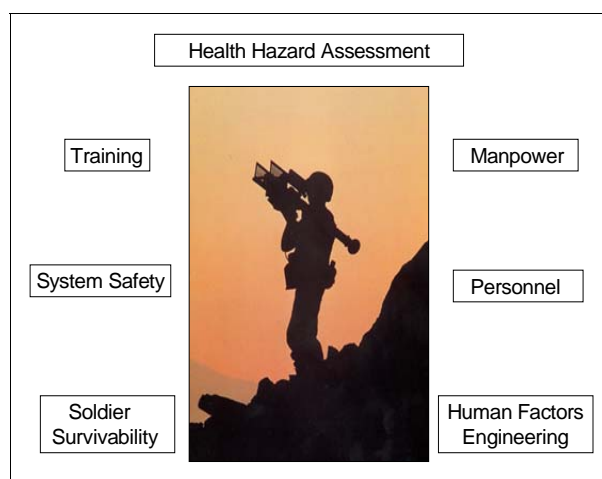 Health Hazard Assessment
Training
Manpower
System Safety
Personnel
Soldier
Survivability
Human Factors
Engineering